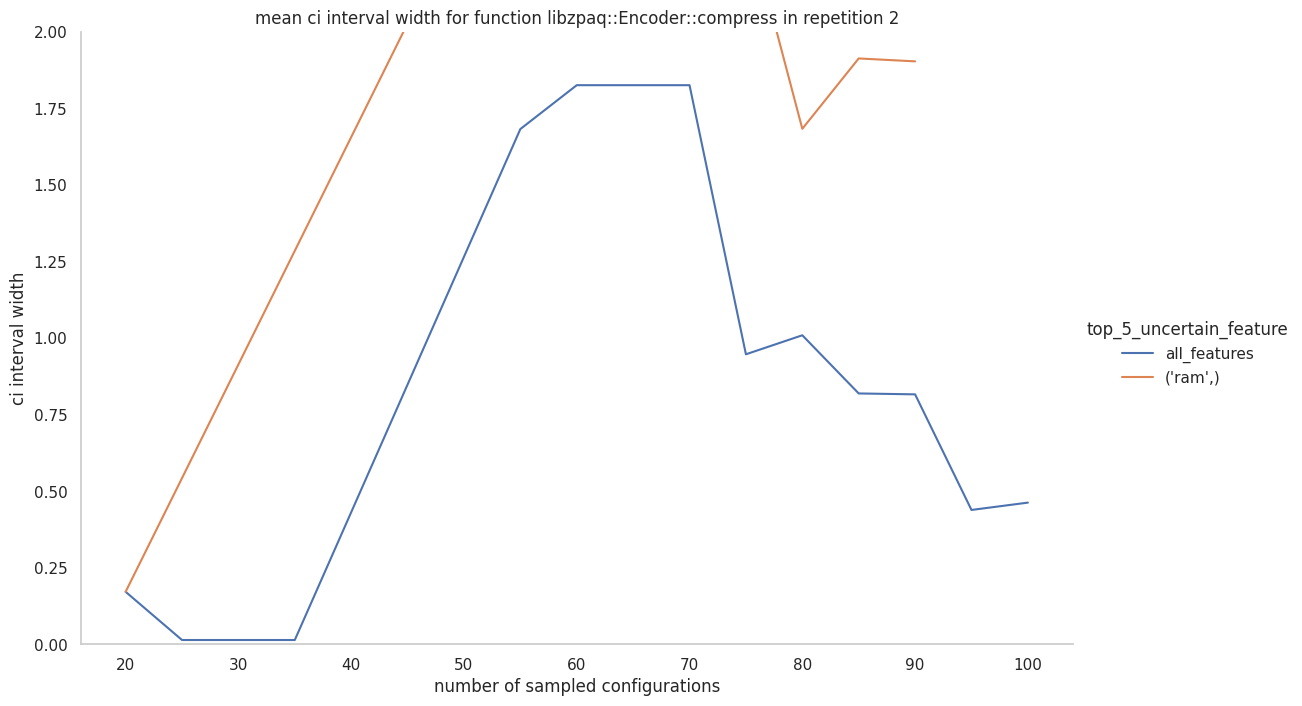 mean ci interval width for function libzpaq::Encoder::compress in repetition 2
2.00
1.75
1.50
1.25
1.00
0.75
0.50
0.25
0.00
ci interval width
20 30 40 50 60 70 80 90 100
number of sampled configurations
top_5_uncertain_feature
all_features
('ram',)